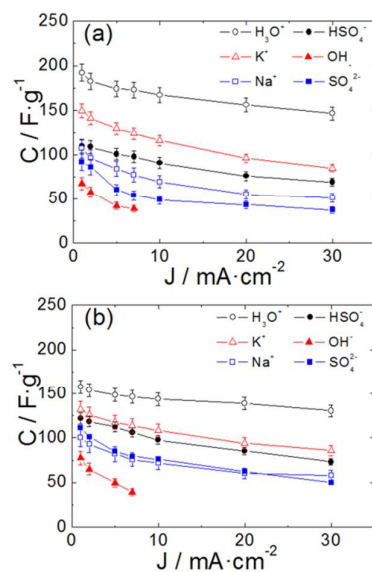 (a)
H₃O⁺ HSO₄⁻
K⁺ OH⁻
Na⁺ SO₄²⁻
250
200
150
100
50
0
C / F·g⁻¹
0 10 20 30
J / mA·cm⁻²
(b)
H₃O⁺ HSO₄⁻
K⁺ OH⁻
Na⁺ SO₄²⁻
250
200
150
100
50
0
C / F·g⁻¹
0 10 20 30
J / mA·cm⁻²